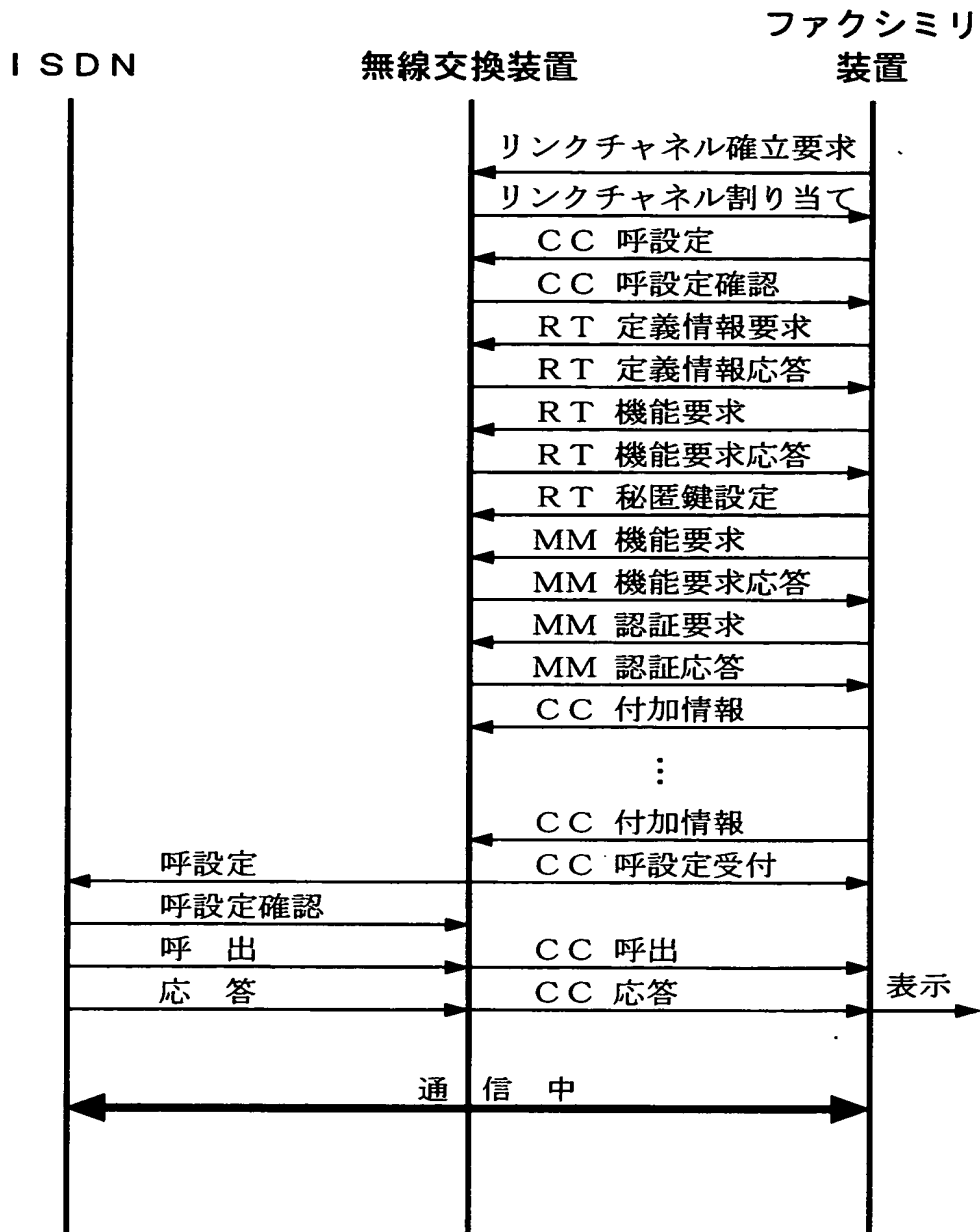 ファクシミリ
ISDN 無線交換装置 装置
リンクチャネル確立要求
リンクチャネル割り当て
CC 呼設定
CC 呼設定確認
RT 定義情報要求
RT 定義情報応答
RT 機能要求
RT 機能要求応答
RT 秘匿鍵設定
MM 機能要求
MM 機能要求応答
MM 認証要求
MM 認証応答
CC 付加情報
⋮
CC 付加情報
呼設定 CC 呼設定受付
呼設定確認
呼 出 CC 呼出
応 答 CC 応答 表示
通 信 中